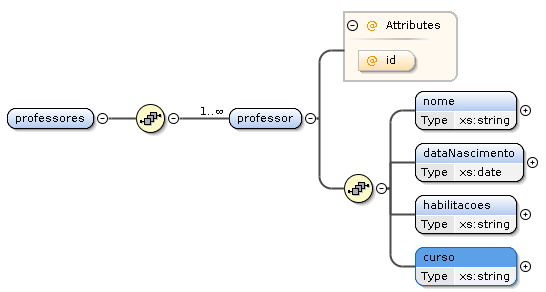 Attributes
id
professores
1..∞
professor
nome
Type xs:string
dataNascimento
Type xs:date
habilitacoes
Type xs:string
curso
Type xs:string